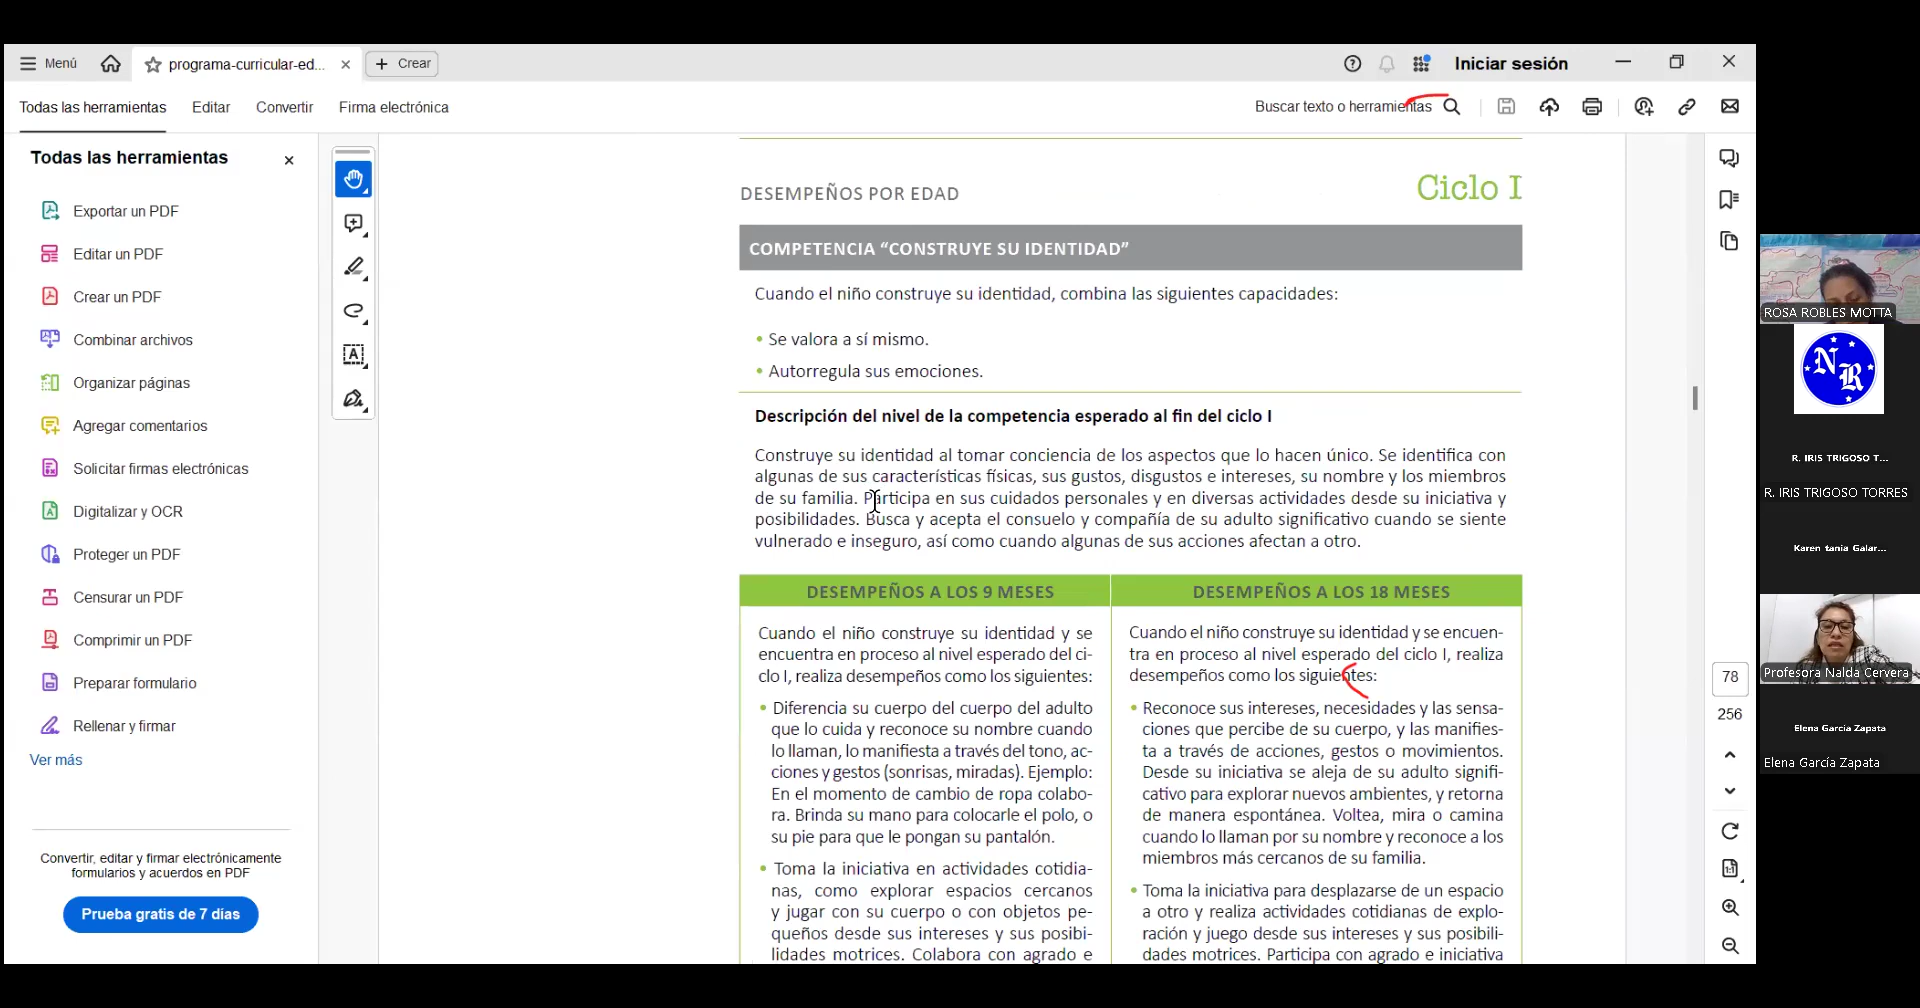 Menú
programa-curricular-ed...
Crear
Iniciar sesión
Todas las herramientas
Editar
Convertir
Firma electrónica
Buscar texto o herramientas
Todas las herramientas
Exportar un PDF
Editar un PDF
Crear un PDF
Combinar archivos
Organizar páginas
Agregar comentarios
Solicitar firmas electrónicas
Digitalizar y OCR
Proteger un PDF
Censurar un PDF
Comprimir un PDF
Preparar formulario
Rellenar y firmar
Ver más
Convertir, editar y firmar electrónicamente
formularios y acuerdos en PDF
Prueba gratis de 7 días
DESEMPEÑOS POR EDAD
Ciclo I
COMPETENCIA “CONSTRUYE SU IDENTIDAD”
Cuando el niño construye su identidad, combina las siguientes capacidades:
• Se valora a sí mismo.
• Autorregula sus emociones.
Descripción del nivel de la competencia esperado al fin del ciclo I
Construye su identidad al tomar conciencia de los aspectos que lo hacen único. Se identifica con
algunas de sus características físicas, sus gustos, disgustos e intereses, su nombre y los miembros
de su familia. Participa en sus cuidados personales y en diversas actividades desde su iniciativa y
posibilidades. Busca y acepta el consuelo y compañía de su adulto significativo cuando se siente
vulnerado e inseguro, así como cuando algunas de sus acciones afectan a otro.
DESEMPEÑOS A LOS 9 MESES
Cuando el niño construye su identidad y se
encuentra en proceso al nivel esperado del ci-
clo I, realiza desempeños como los siguientes:
• Diferencia su cuerpo del cuerpo del adulto
que lo cuida y reconoce su nombre cuando
lo llaman, lo manifiesta a través del tono, ac-
ciones y gestos (sonrisas, miradas). Ejemplo:
En el momento de cambio de ropa colabo-
ra. Brinda su mano para colocarle el polo, o
su pie para que le pongan su pantalón.
• Toma la iniciativa en actividades cotidia-
nas, como explorar espacios cercanos
y jugar con su cuerpo o con objetos pe-
queños desde sus intereses y sus posibi-
lidades motrices. Colabora con agrado e
DESEMPEÑOS A LOS 18 MESES
Cuando el niño construye su identidad y se encuen-
tra en proceso al nivel esperado del ciclo I, realiza
desempeños como los siguientes:
• Reconoce sus intereses, necesidades y las sensa-
ciones que percibe de su cuerpo, y las manifies-
ta a través de acciones, gestos o movimientos.
Desde su iniciativa se aleja de su adulto signifi-
cativo para explorar nuevos ambientes, y retorna
de manera espontánea. Voltea, mira o camina
cuando lo llaman por su nombre y reconoce a los
miembros más cercanos de su familia.
• Toma la iniciativa para desplazarse de un espacio
a otro y realiza actividades cotidianas de explo-
ración y juego desde sus intereses y sus posibili-
dades motrices. Participa con agrado e iniciativa
78
256
ROSA ROBLES MOTTA
NR
R. IRIS TRIGOSO T...
R. IRIS TRIGOSO TORRES
Karen tania Galar...
Profesora Nalda Cervera
Elena García Zapata
Elena García Zapata